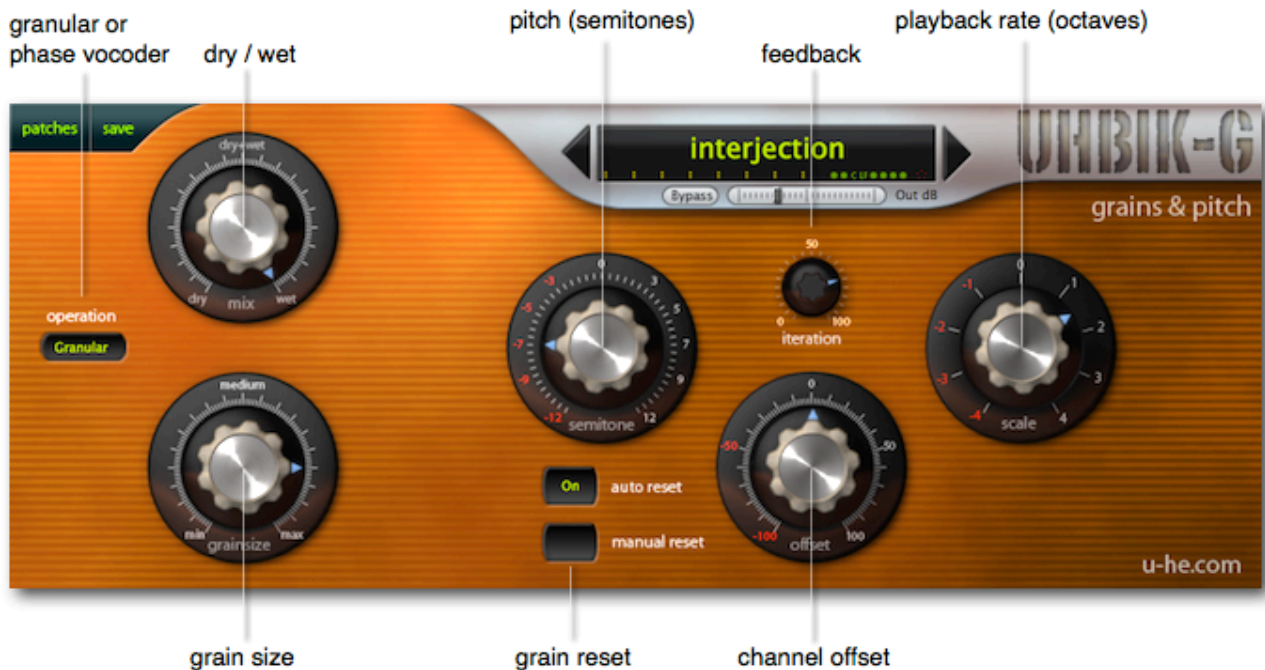 granular or
phase vocoder
dry / wet
pitch (semitones)
feedback
playback rate (octaves)
patches
save
dry+wet
dry
mix
wet
interjection
C LF
Bypass
Out dB
UHBIK-G
grains & pitch
operation
Granular
0
-3
3
-5
5
-7
7
-9
9
-12
12
semitone
50
0
100
iteration
0
-1
1
-2
2
-3
3
-4
4
scale
medium
min
max
grainsize
On
auto reset
manual reset
0
-50
50
-100
100
offset
u-he.com
grain size
grain reset
channel offset